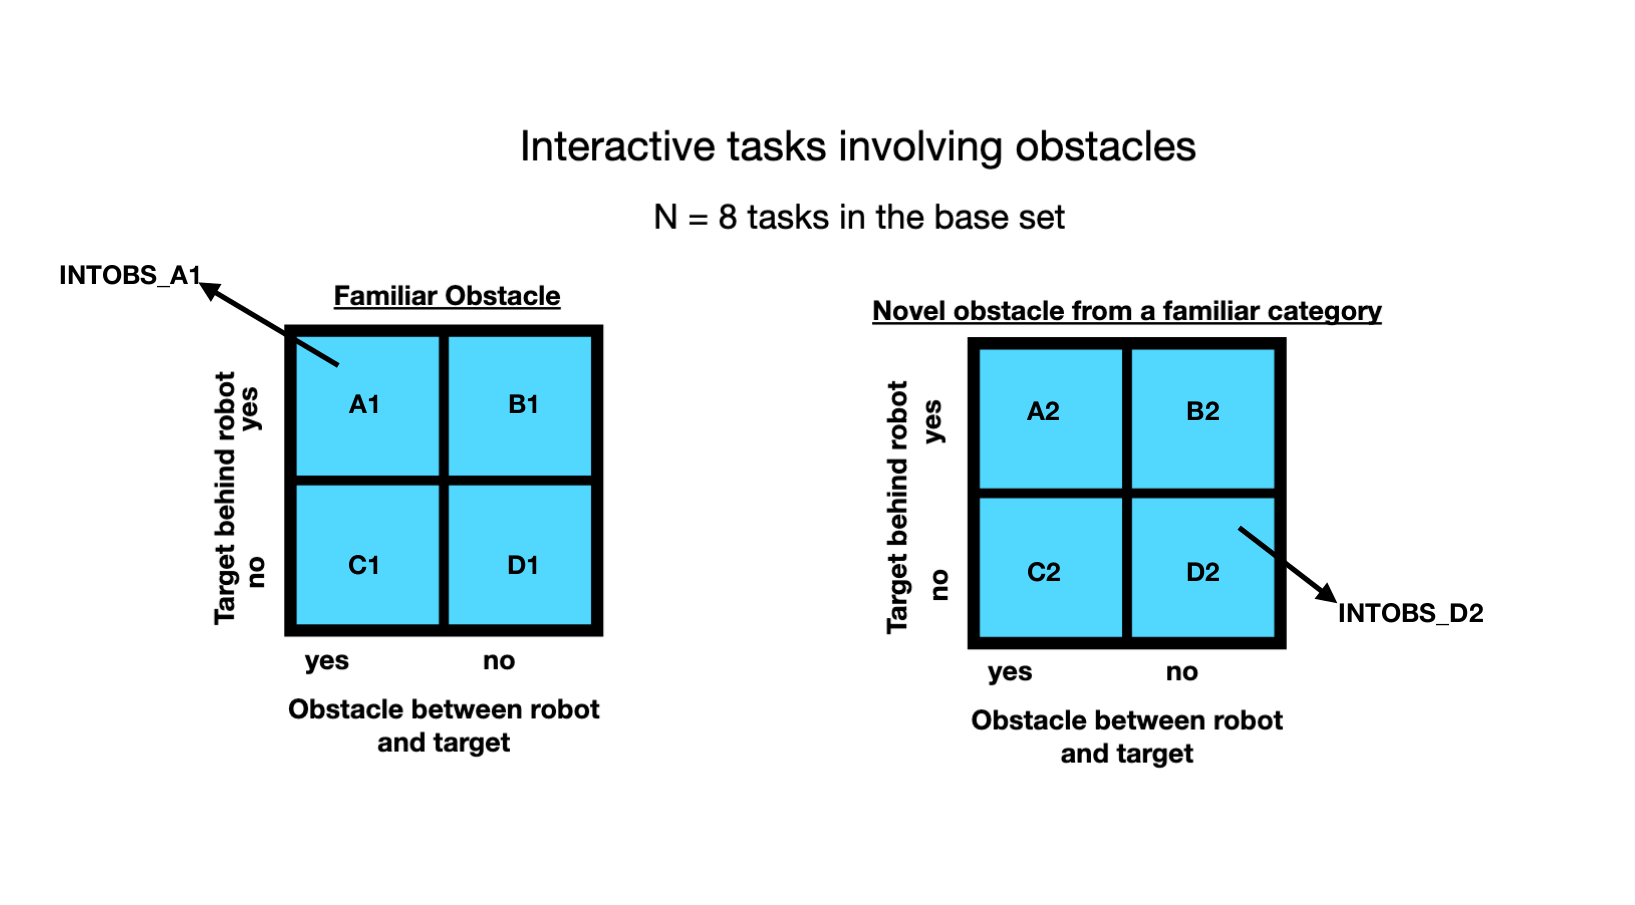 Interactive tasks involving obstacles
N = 8 tasks in the base set
INTOBS_A1
Familiar Obstacle
Target behind robot
yes
no
A1
B1
C1
D1
yes
no
Obstacle between robot
and target
Novel obstacle from a familiar category
Target behind robot
yes
no
A2
B2
C2
D2
INTOBS_D2
yes
no
Obstacle between robot
and target